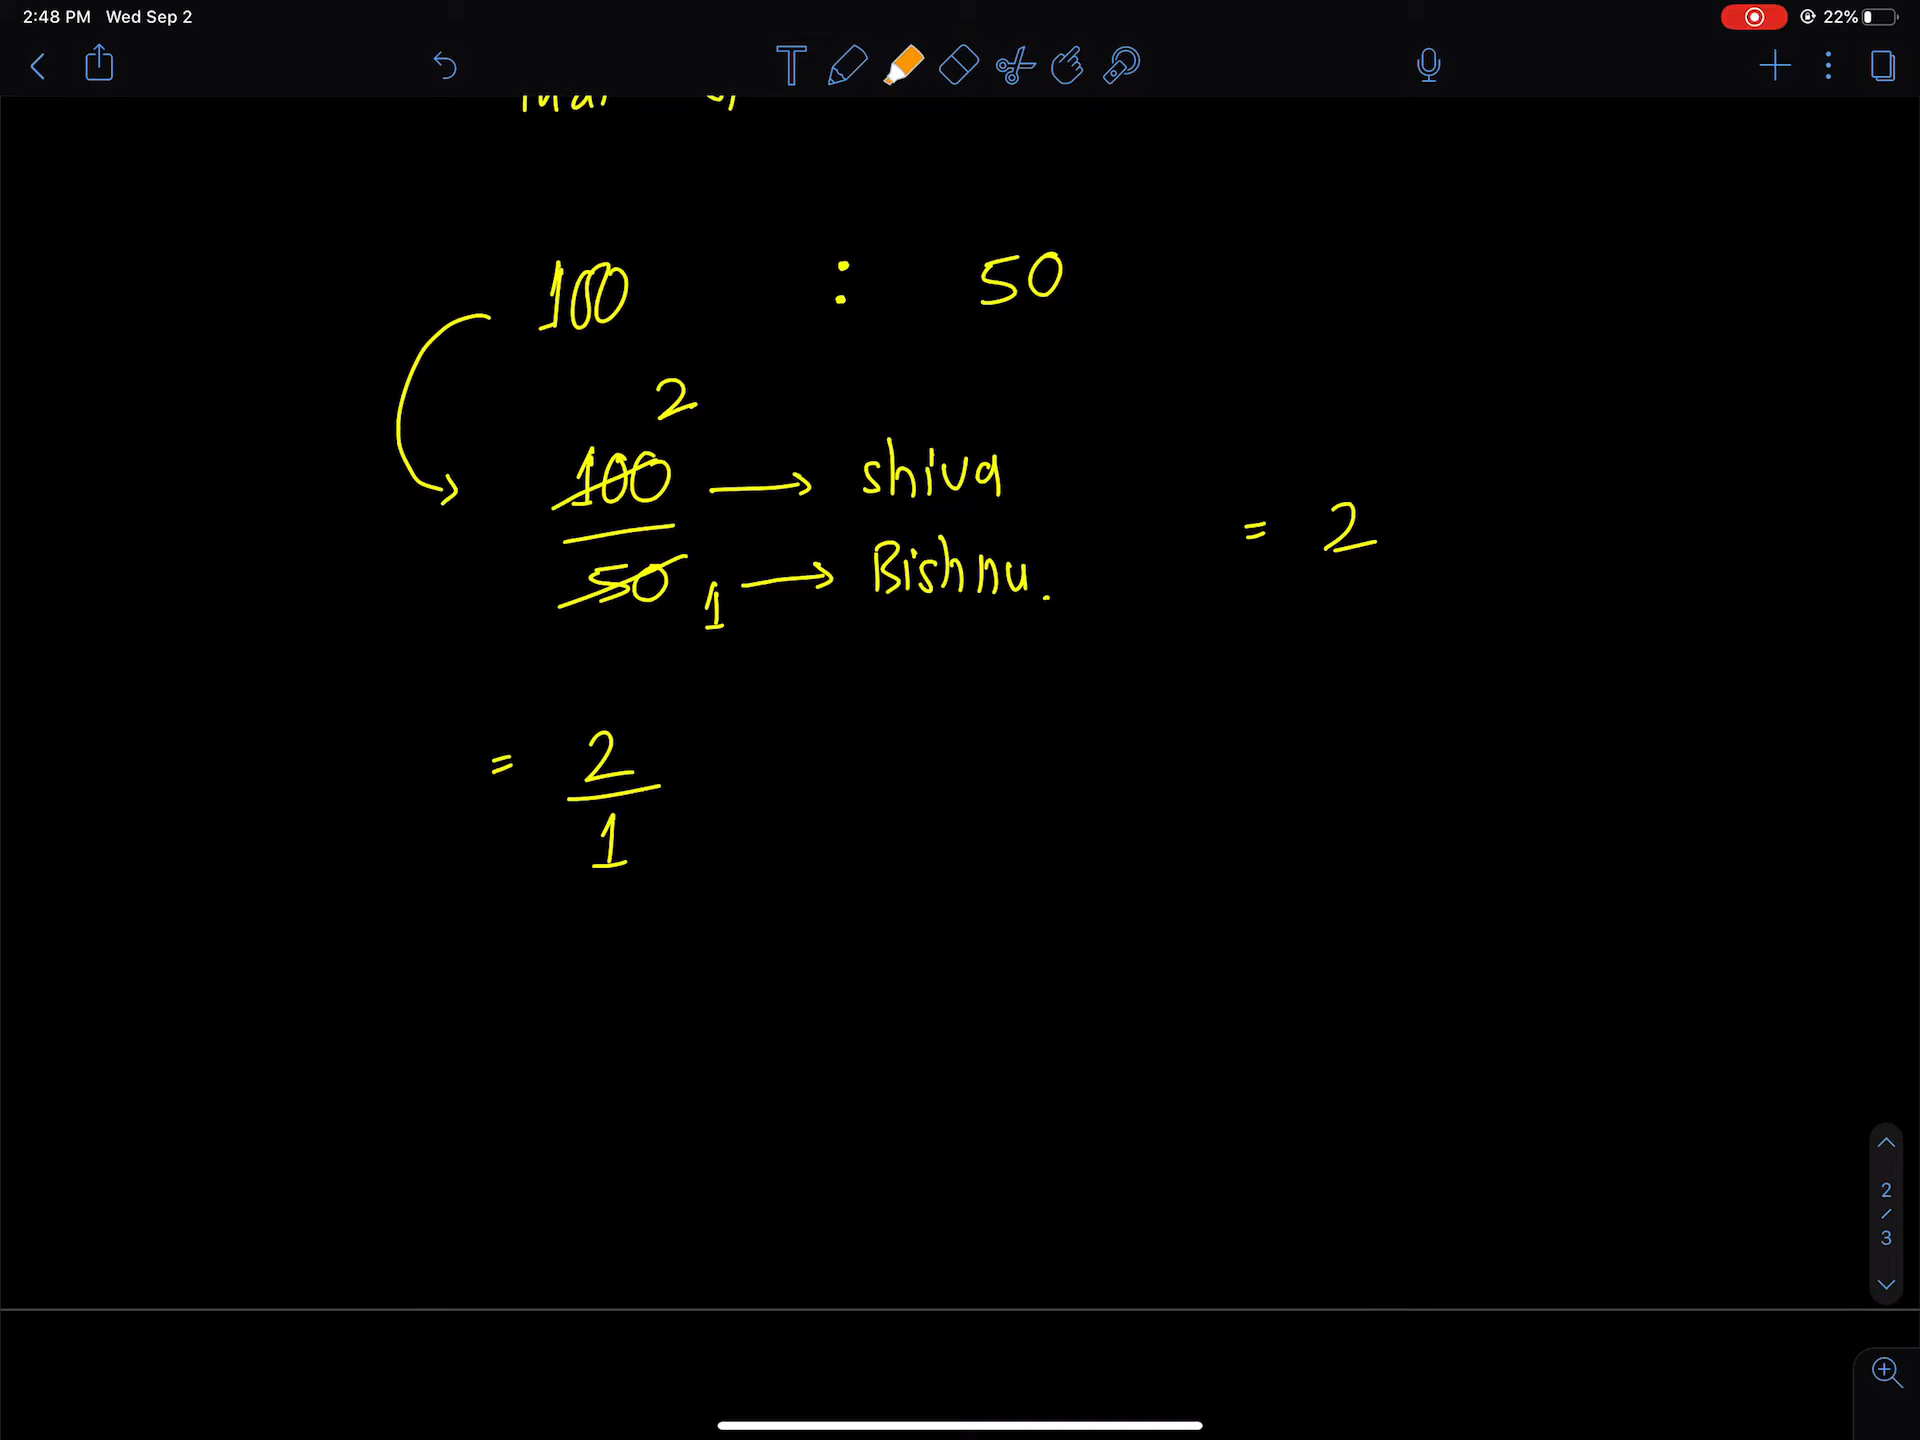 2:48 PM Wed Sep 2
22%
T
100 : 50
2
100 → shiva
50 1 → Bishnu.
= 2
= 2
1
2
/
3